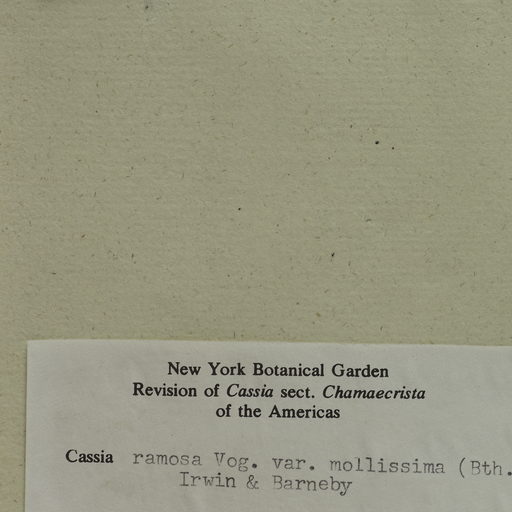 New York Botanical Garden
Revision of Cassia sect. Chamaecrista
of the Americas
Cassia ramosa Vog. var. mollissima (Bth.
Irwin & Barneby